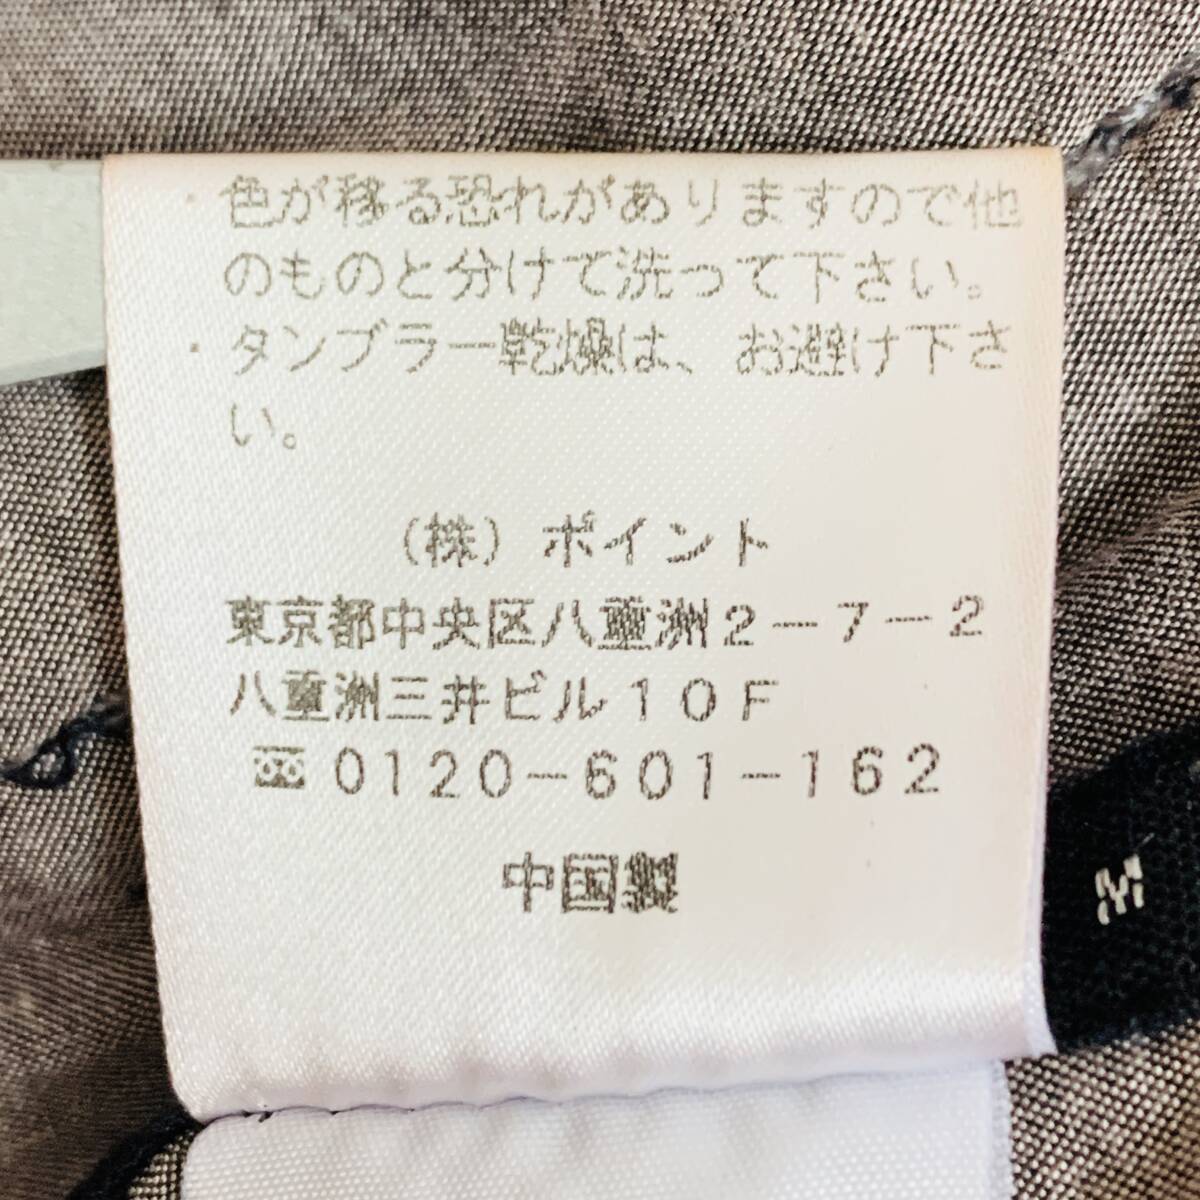 色が移る恐れがありますので他
のものと分けて洗って下さい。
・タンブラー乾燥は、お避け下さ
い。
(株)ポイント
東京都中央区八重洲2-7-2
八重洲三井ビル10F
☎0120-601-162
中国製
M